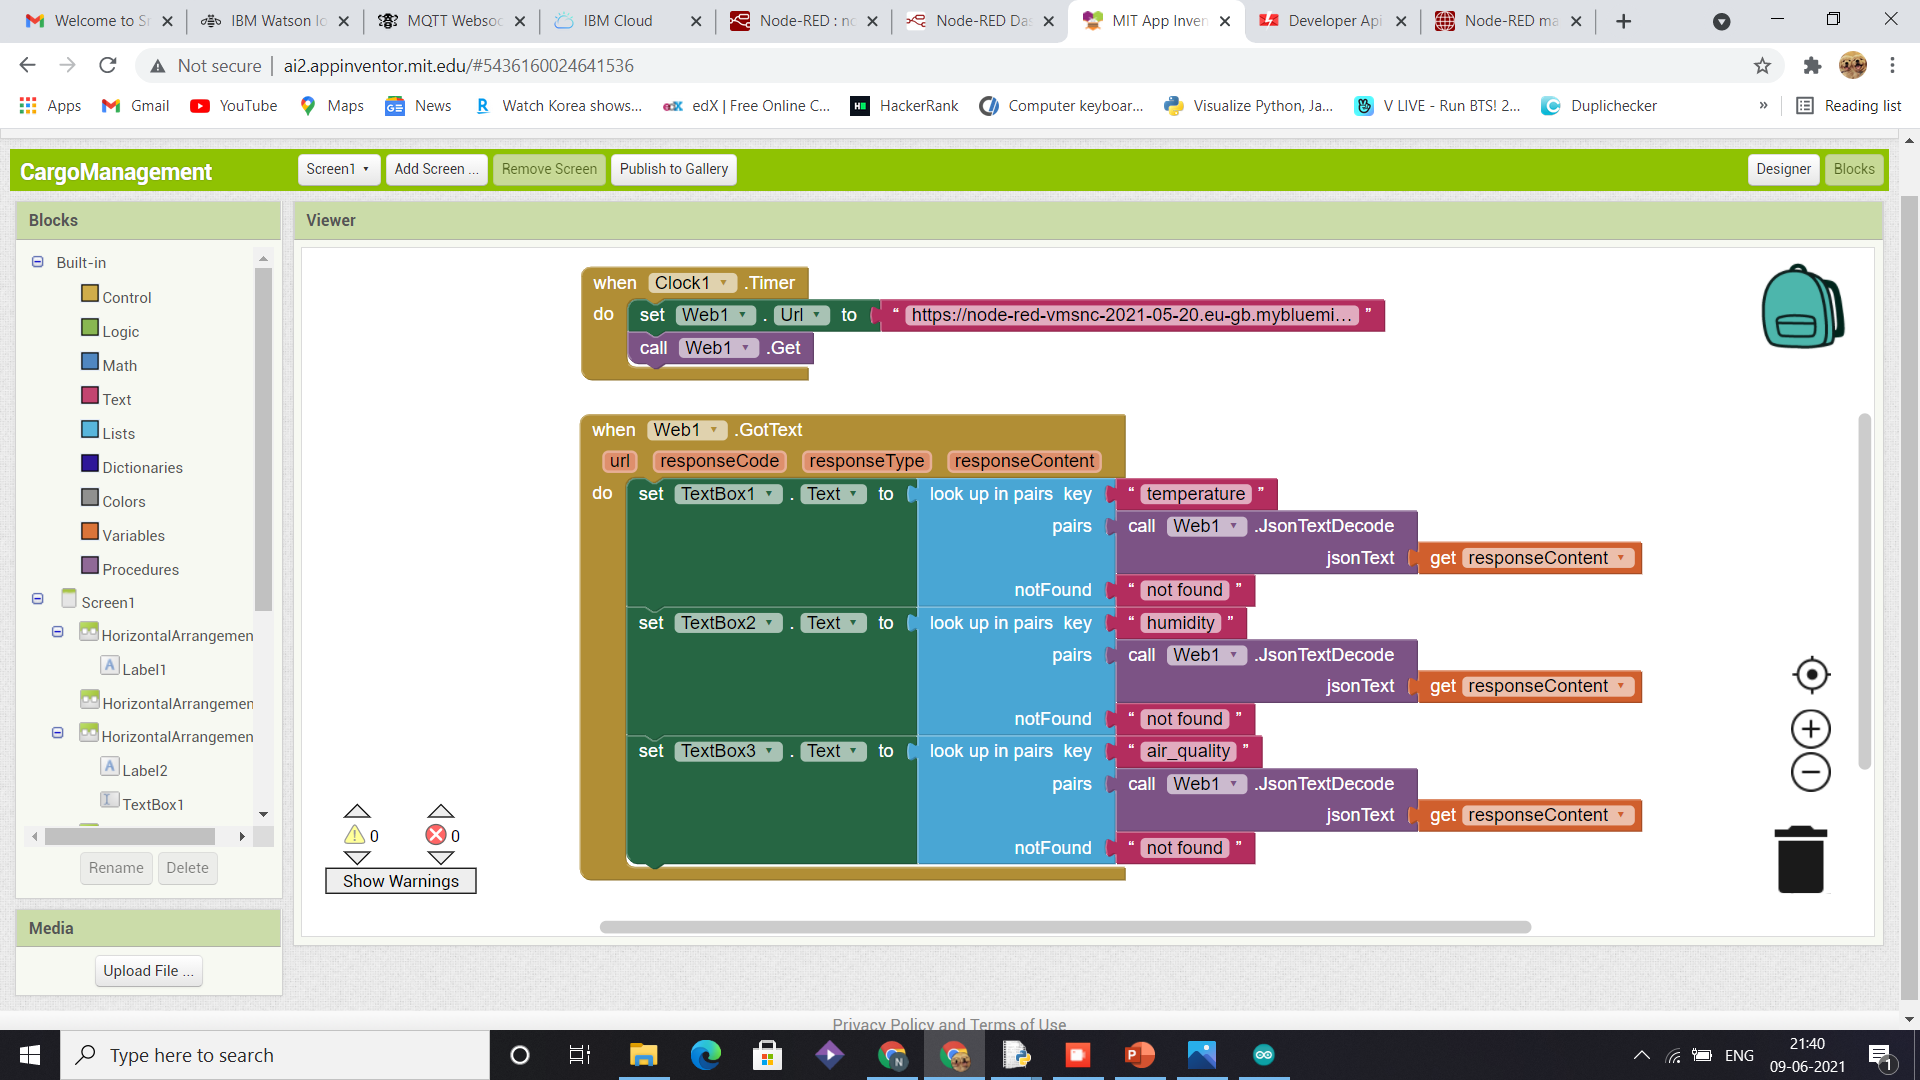 Welcome to Sr
IBM Watson Io
MQTT Websoc
IBM Cloud
Node-RED : no
Node-RED Das
MIT App Inven
Developer Api
Node-RED ma
Not secure
ai2.appinventor.mit.edu/#5436160024641536
Apps
Gmail
YouTube
Maps
News
Watch Korea shows...
edX | Free Online C...
HackerRank
Computer keyboar...
Visualize Python, Ja...
V LIVE - Run BTS! 2...
Duplichecker
»
Reading list
CargoManagement
Screen1
Add Screen ...
Remove Screen
Publish to Gallery
Designer
Blocks
Blocks
Viewer
Built-in
Control
Logic
Math
Text
Lists
Dictionaries
Colors
Variables
Procedures
Screen1
HorizontalArrangemen
Label1
HorizontalArrangemen
HorizontalArrangemen
Label2
TextBox1
Rename
Delete
Media
Upload File ...
when Clock1 .Timer
do set Web1 . Url to “ https://node-red-vmsnc-2021-05-20.eu-gb.mybluemi... ”
call Web1 .Get
when Web1 .GotText
url responseCode responseType responseContent
do set TextBox1 . Text to look up in pairs key “ temperature ”
pairs call Web1 .JsonTextDecode
jsonText get responseContent
notFound “ not found ”
set TextBox2 . Text to look up in pairs key “ humidity ”
pairs call Web1 .JsonTextDecode
jsonText get responseContent
notFound “ not found ”
set TextBox3 . Text to look up in pairs key “ air_quality ”
pairs call Web1 .JsonTextDecode
jsonText get responseContent
notFound “ not found ”
0 0
Show Warnings
Privacy Policy and Terms of Use
Type here to search
ENG
21:40
09-06-2021
1